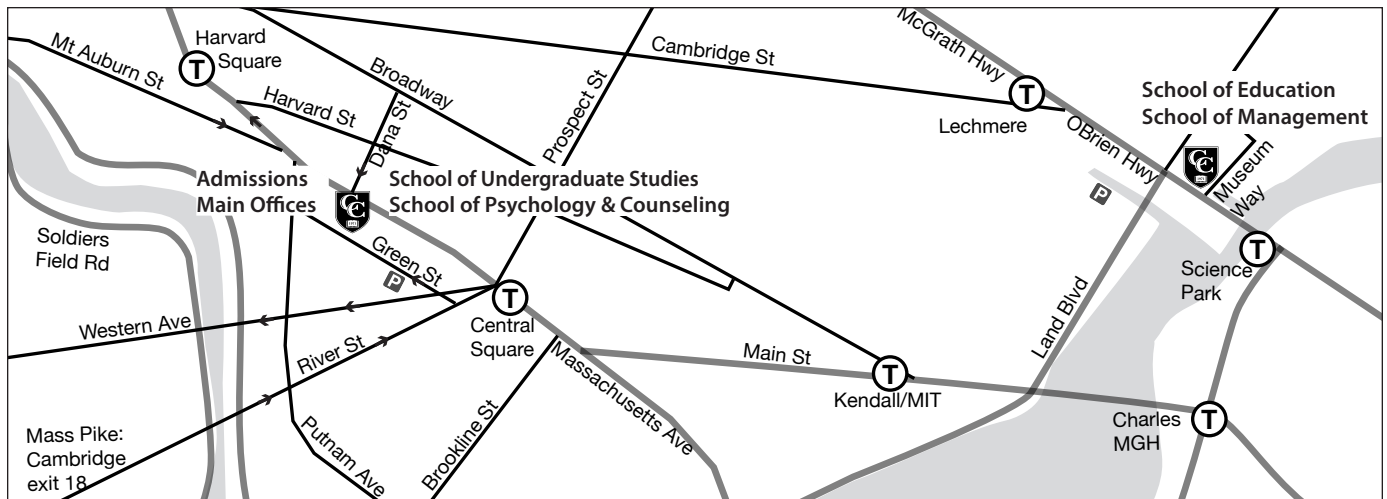 Harvard
Square
Mt Auburn St
Harvard St
Broadway
Dana St
Prospect St
Cambridge St
McGrath Hwy
T
T
Lechmere
OBrien Hwy
School of Education
School of Management
CC
Museum
Way
P
Admissions
Main Offices
CC
School of Undergraduate Studies
School of Psychology & Counseling
Soldiers
Field Rd
Green St
P
T
Central
Square
Western Ave
River St
Massachusetts Ave
Main St
T
Kendall/MIT
Land Blvd
T
Science
Park
T
Charles
MGH
Mass Pike:
Cambridge
exit 18
Putnam Ave
Brookline St